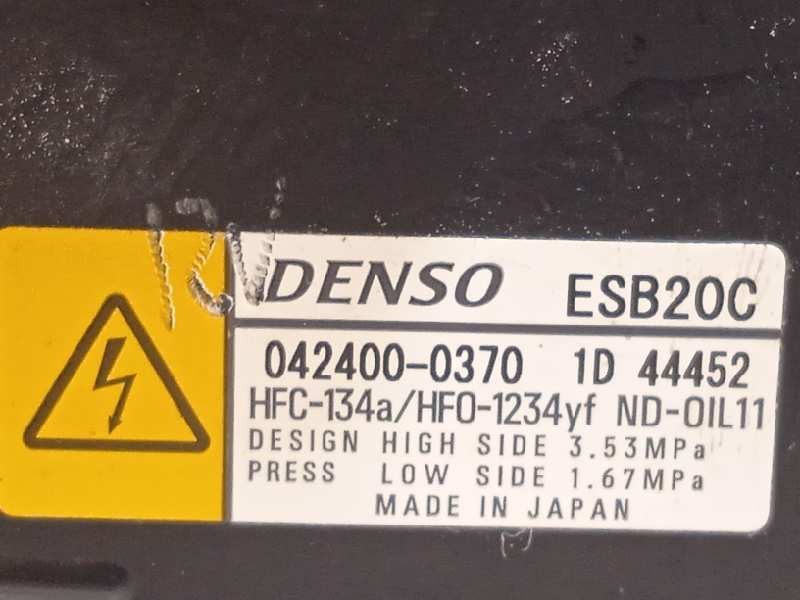 DENSO ESB20C
042400-0370 1D 44452
HFC-134a/HFO-1234yf ND-OIL11
DESIGN HIGH SIDE 3.53MPa
PRESS LOW SIDE 1.67MPa
MADE IN JAPAN